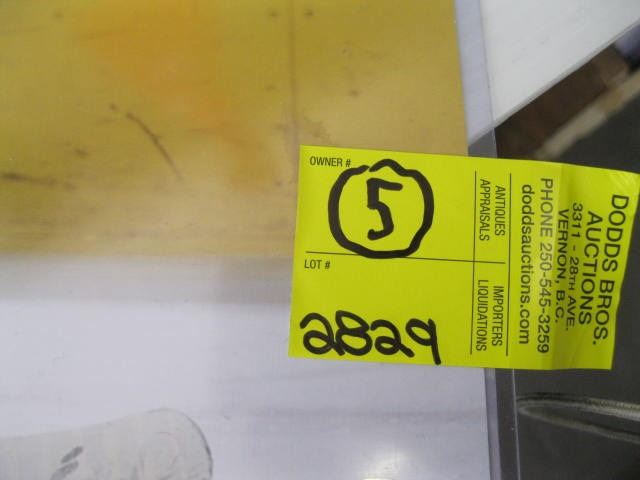 OWNER #
5
LOT #
2829
ANTIQUES
APPRAISALS
IMPORTERS
LIQUIDATIONS
DODDS BROS.
AUCTIONS
3311 - 28TH AVE.
VERNON, B.C.
PHONE 250-545-3259
doddsauctions.com